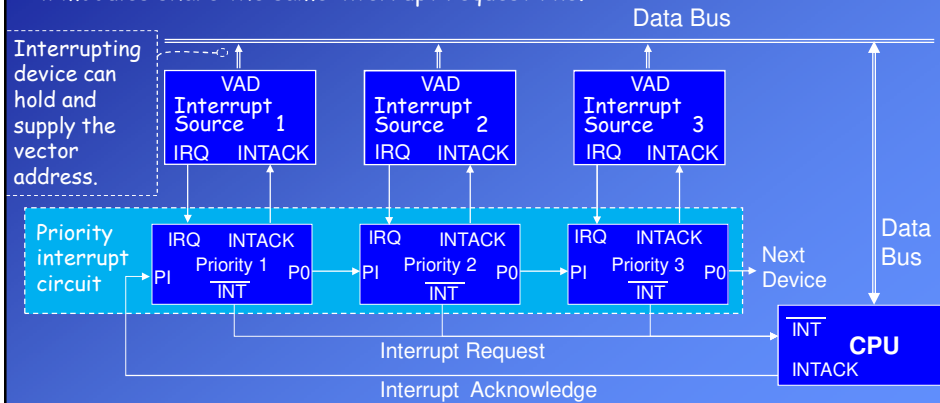 Data Bus
Interrupting
device can
hold and
supply the
vector
address.
VAD
Interrupt
Source 1
IRQ INTACK
VAD
Interrupt
Source 2
IRQ INTACK
VAD
Interrupt
Source 3
IRQ INTACK
Priority
interrupt
circuit
IRQ INTACK
PI Priority 1 P0
INT
IRQ INTACK
PI Priority 2 P0
INT
IRQ INTACK
PI Priority 3 P0
INT
Next
Device
Data
Bus
Interrupt Request
Interrupt Acknowledge
INT
CPU
INTACK